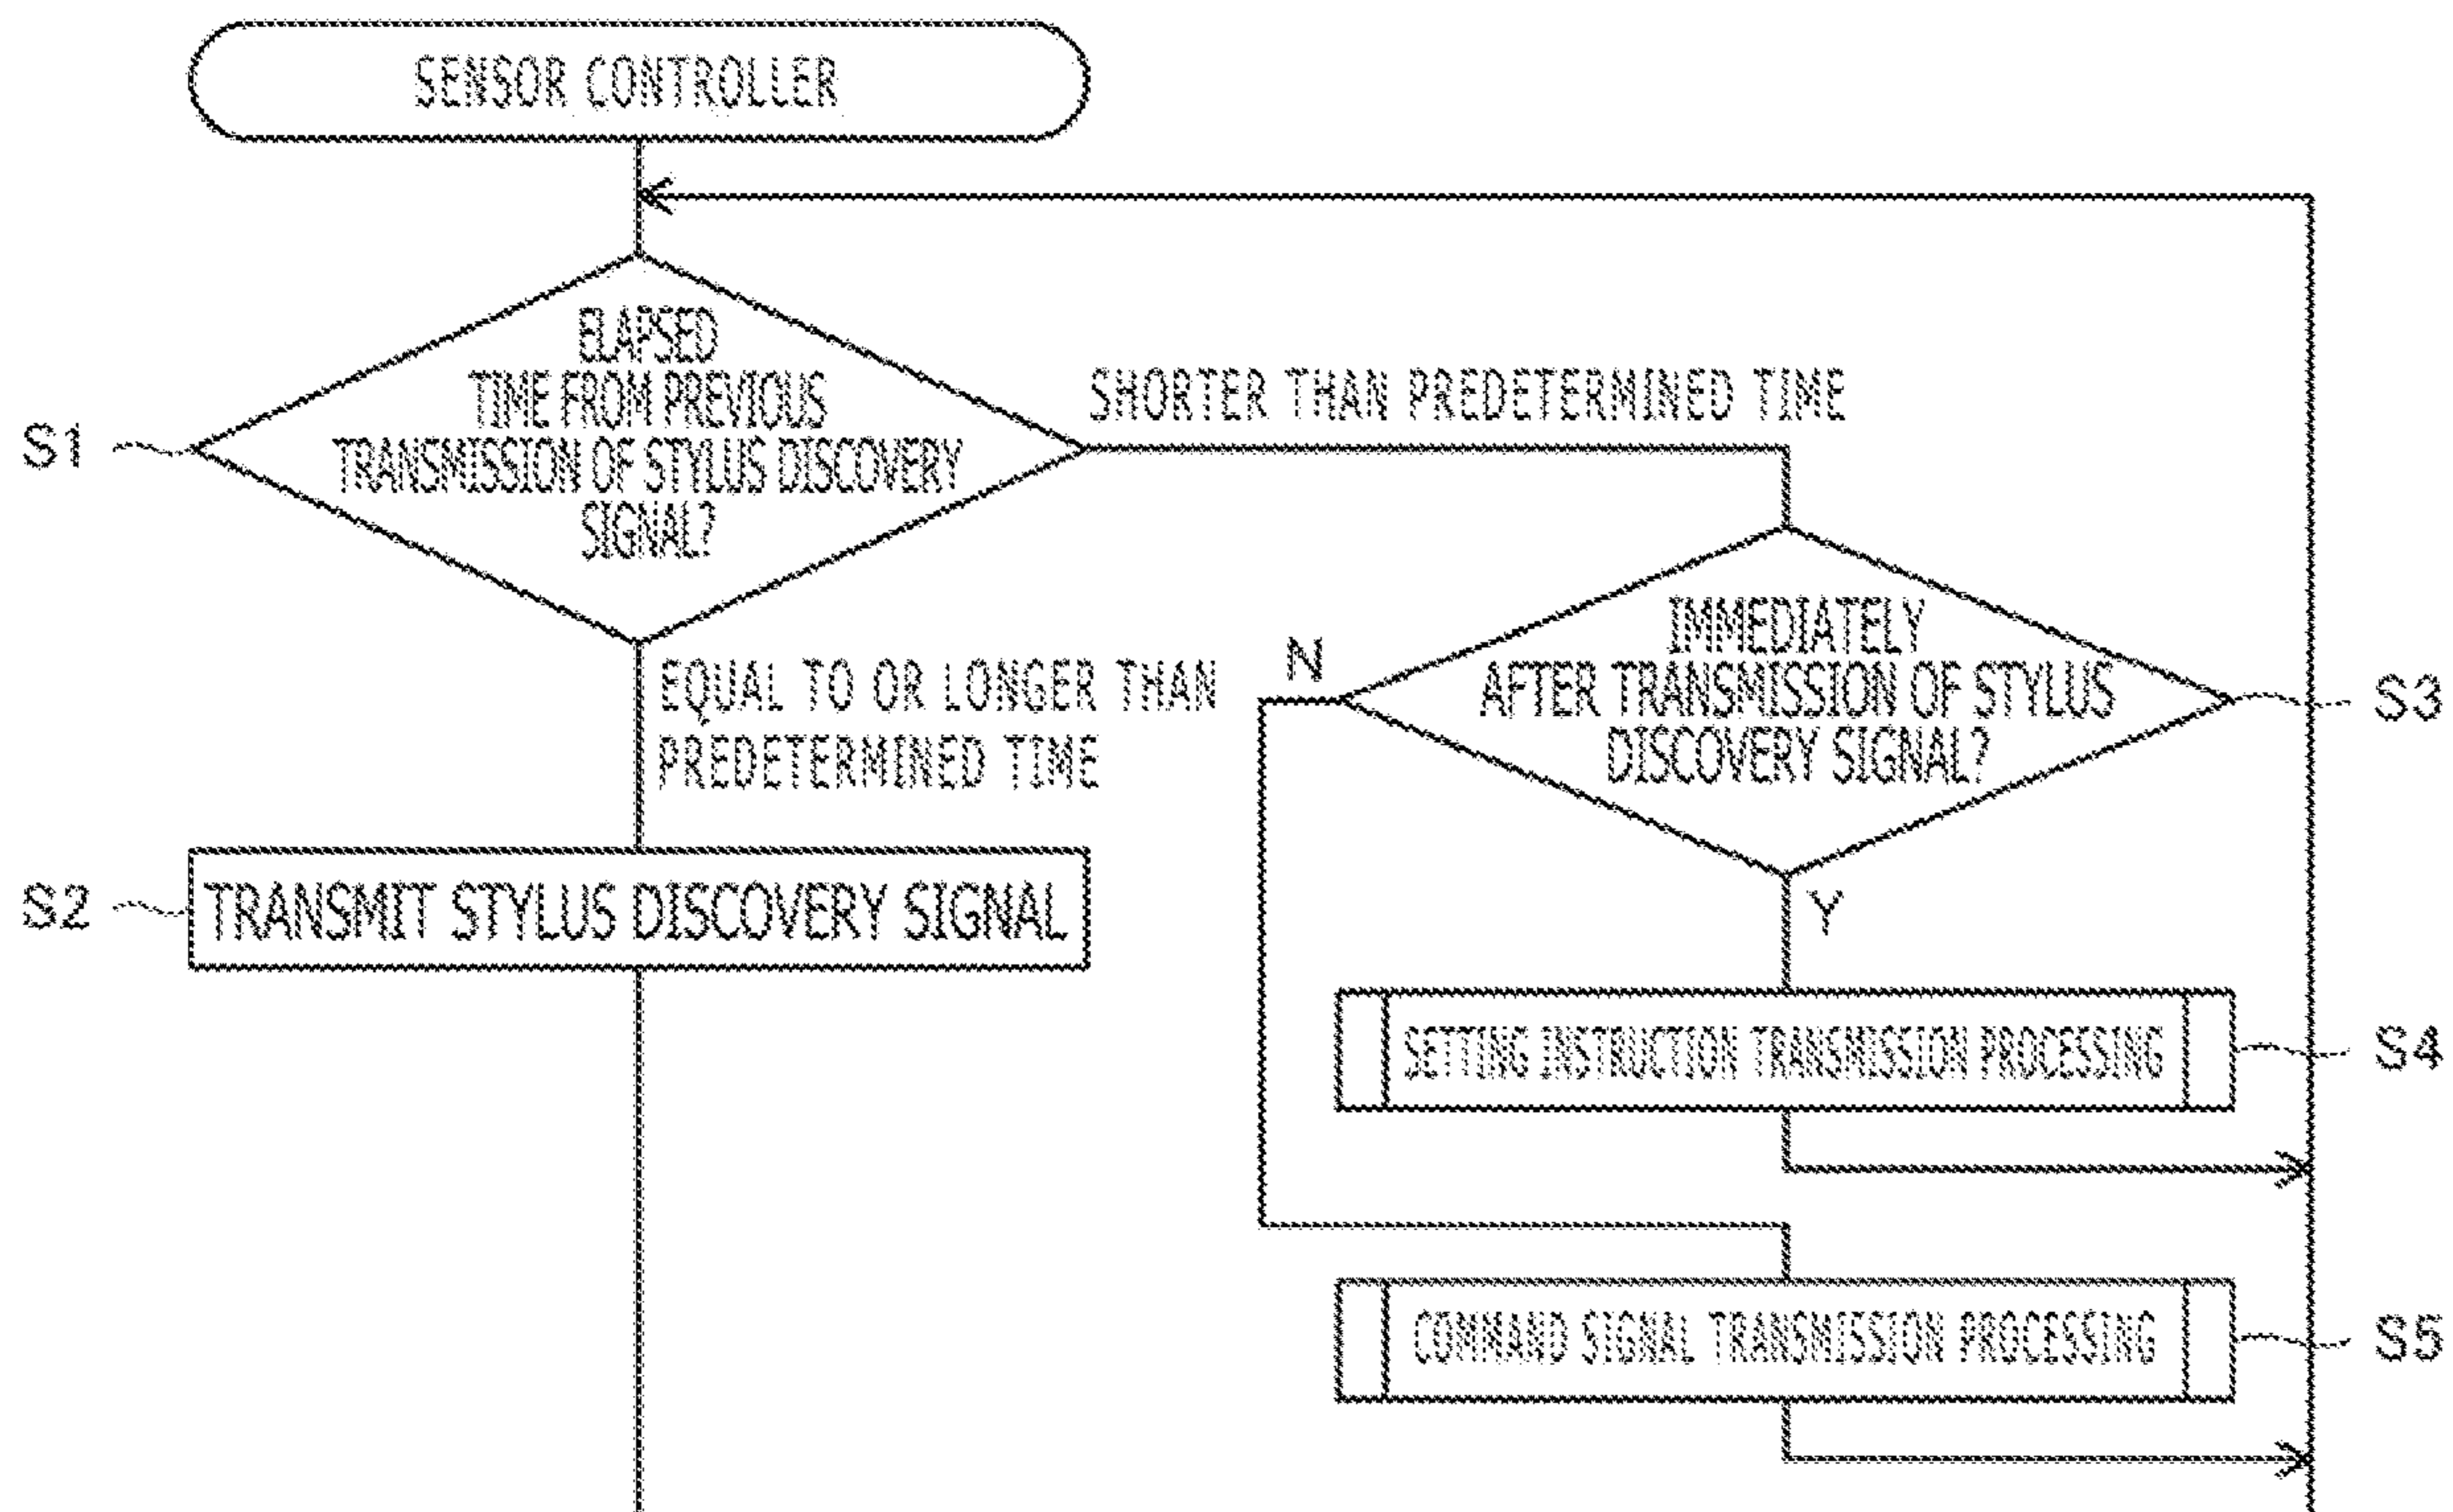 SENSOR CONTROLLER
ELAPSED
TIME FROM PREVIOUS
TRANSMISSION OF STYLUS DISCOVERY
SIGNAL?
S1
SHORTER THAN PREDETERMINED TIME
EQUAL TO OR LONGER THAN
PREDETERMINED TIME
N
IMMEDIATELY
AFTER TRANSMISSION OF STYLUS
DISCOVERY SIGNAL?
S3
Y
S2
TRANSMIT STYLUS DISCOVERY SIGNAL
SETTING INSTRUCTION TRANSMISSION PROCESSING
S4
COMMAND SIGNAL TRANSMISSION PROCESSING
S5